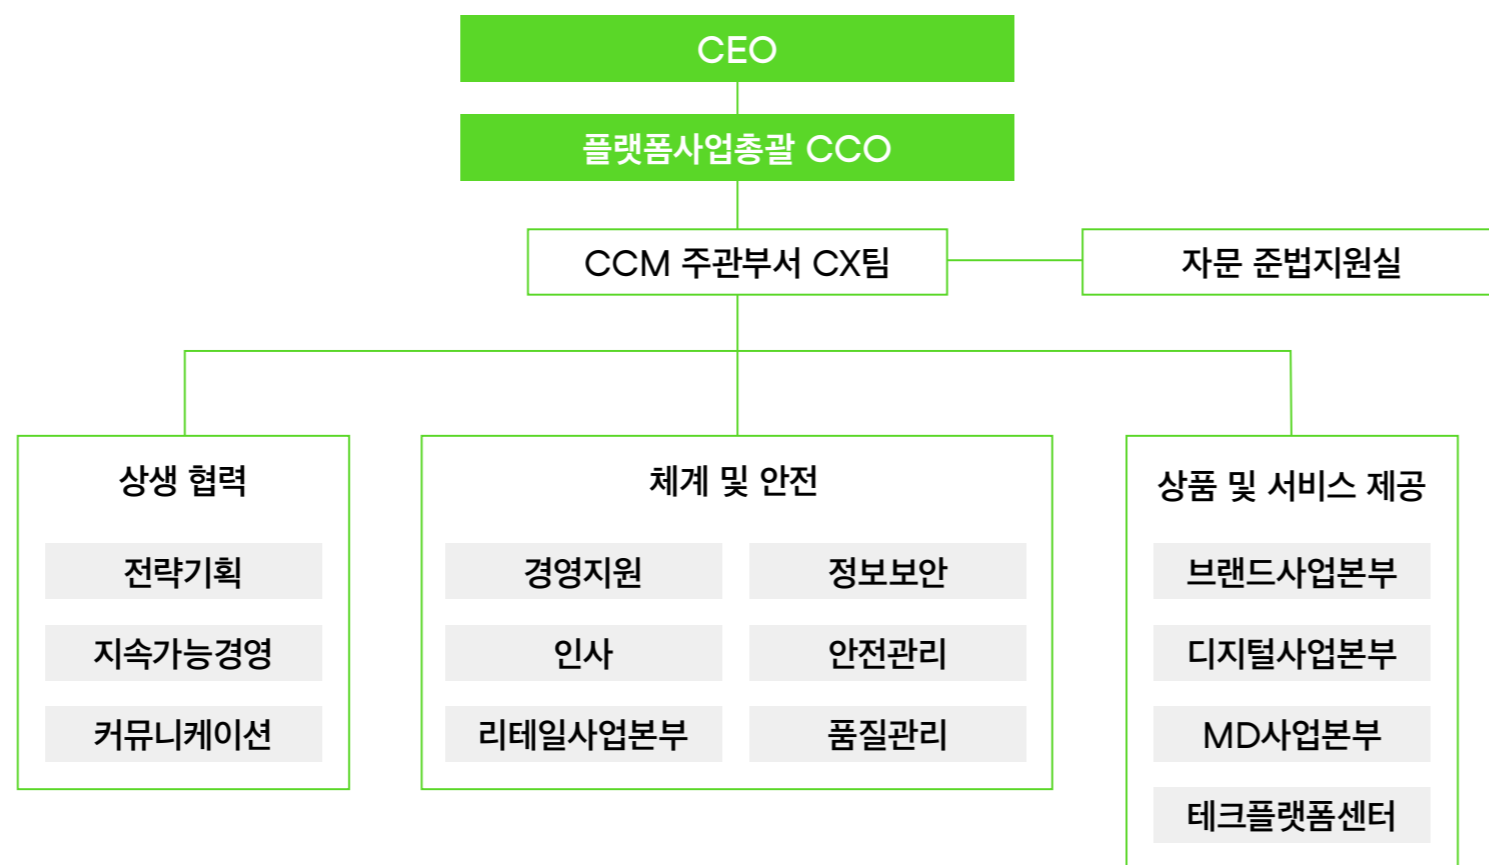 CEO
플랫폼사업총괄 CCO
CCM 주관부서 CX팀
자문 준법지원실
상생 협력
전략기획
지속가능경영
커뮤니케이션
체계 및 안전
경영지원
정보보안
인사
안전관리
리테일사업본부
품질관리
상품 및 서비스 제공
브랜드사업본부
디지털사업본부
MD사업본부
테크플랫폼센터